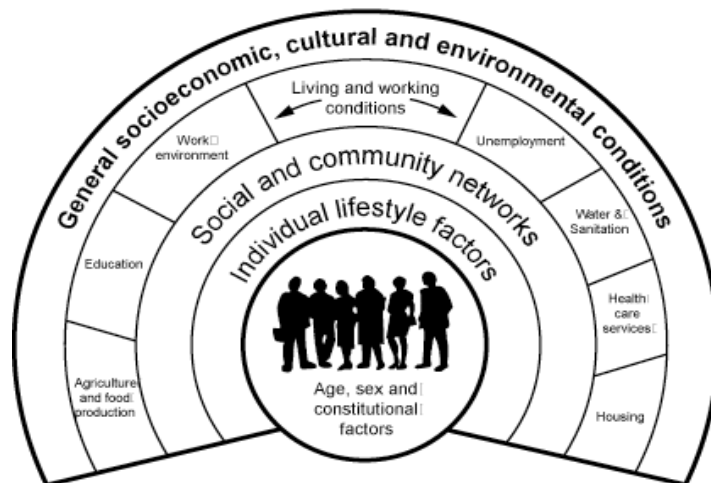 General socioeconomic, cultural and environmental conditions
Living and working
conditions
Work
environment
Unemployment
Education
Water &
Sanitation
Agriculture
and food
production
Health
care
services
Housing
Social and community networks
Individual lifestyle factors
Age, sex and
constitutional
factors